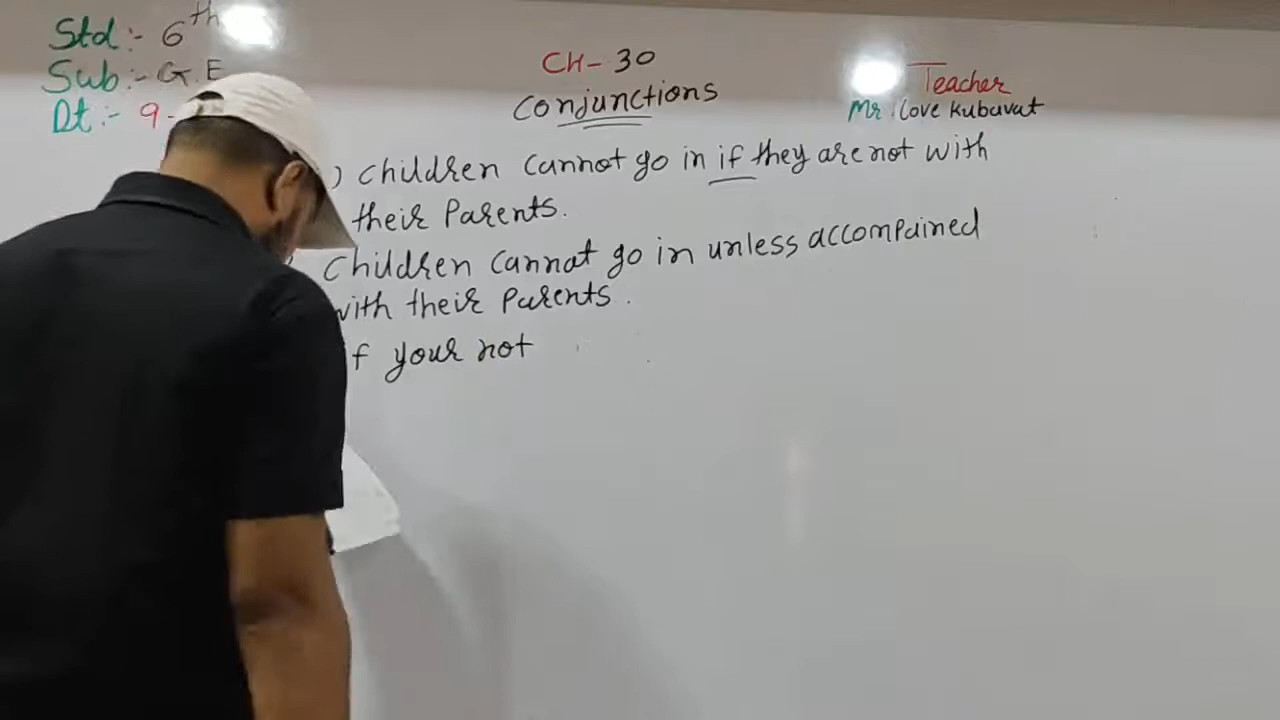 Std :- 6th
Sub :- G.E
Dt :- 9-
CH-30
Conjunctions
Teacher
Mr. Love Kubavat
) Children cannot go in if they are not with
their Parents.
Children cannot go in unless accompained
with their Parents.
If your not